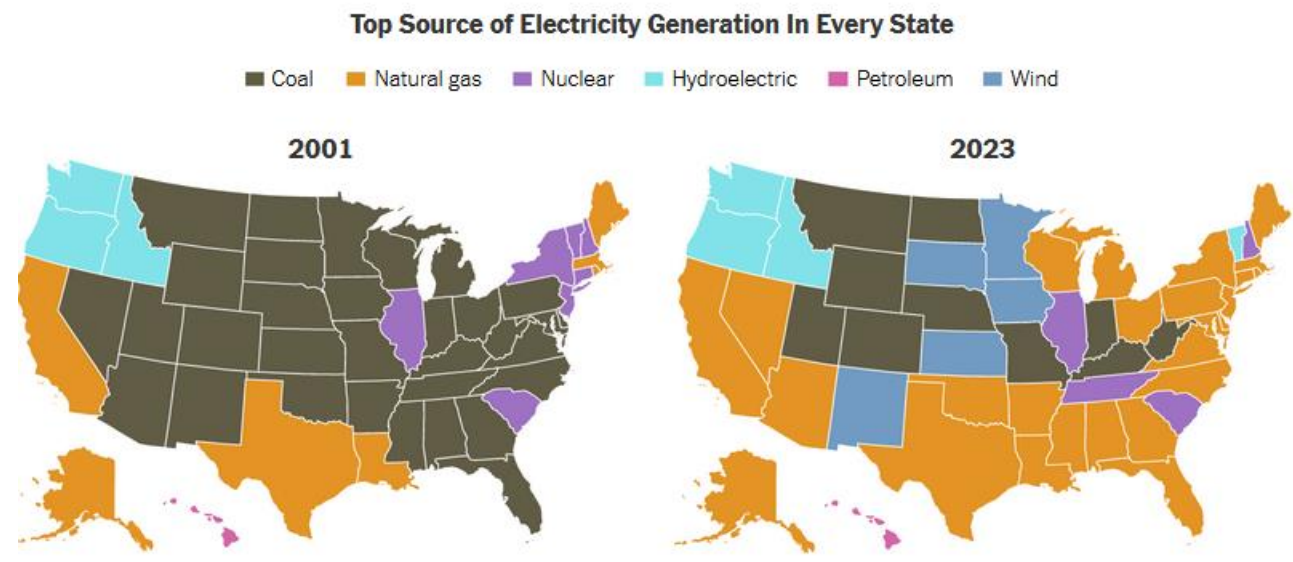 Top Source of Electricity Generation In Every State
Coal Natural gas Nuclear Hydroelectric Petroleum Wind
2001 2023